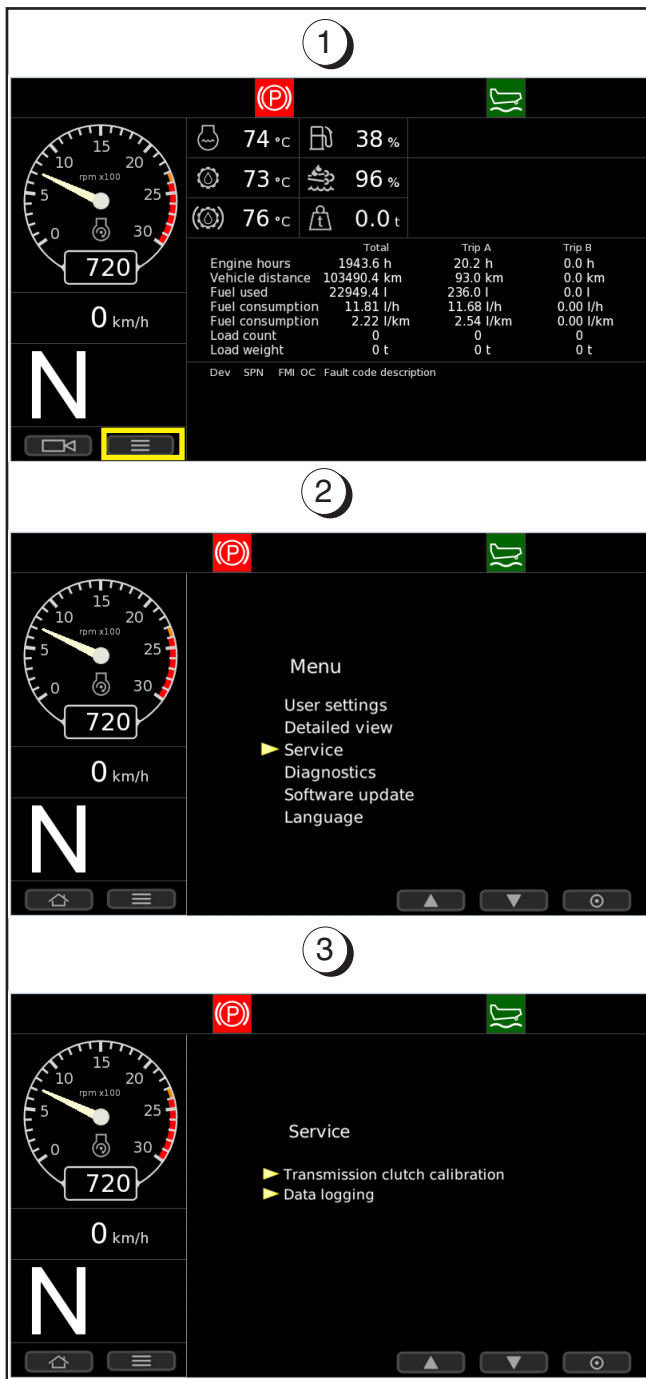 1
(P)
15
10 20
rpm x100
5 25
0 30
720
0 km/h
N
74 °C 38 %
73 °C 96 %
76 °C t 0.0 t
Total Trip A Trip B
Engine hours 1943.6 h 20.2 h 0.0 h
Vehicle distance 103490.4 km 93.0 km 0.0 km
Fuel used 22949.4 l 236.0 l 0.0 l
Fuel consumption 11.81 l/h 11.68 l/h 0.00 l/h
Fuel consumption 2.22 l/km 2.54 l/km 0.00 l/km
Load count 0 0 0
Load weight 0 t 0 t 0 t
Dev SPN FMI OC Fault code description
2
(P)
15
10 20
rpm x100
5 25
0 30
720
0 km/h
N
Menu
User settings
Detailed view
Service
Diagnostics
Software update
Language
3
(P)
15
10 20
rpm x100
5 25
0 30
720
0 km/h
N
Service
Transmission clutch calibration
Data logging